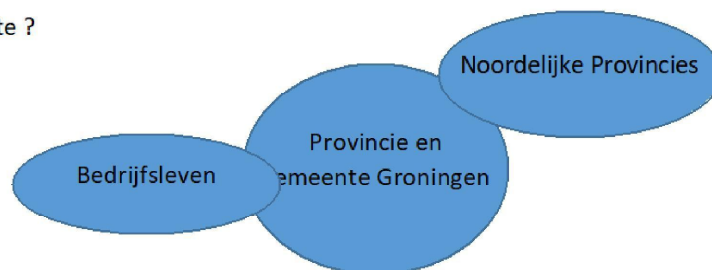 te ?
Noordelijke Provincies
Provincie en
emeente Groningen
Bedrijfsleven